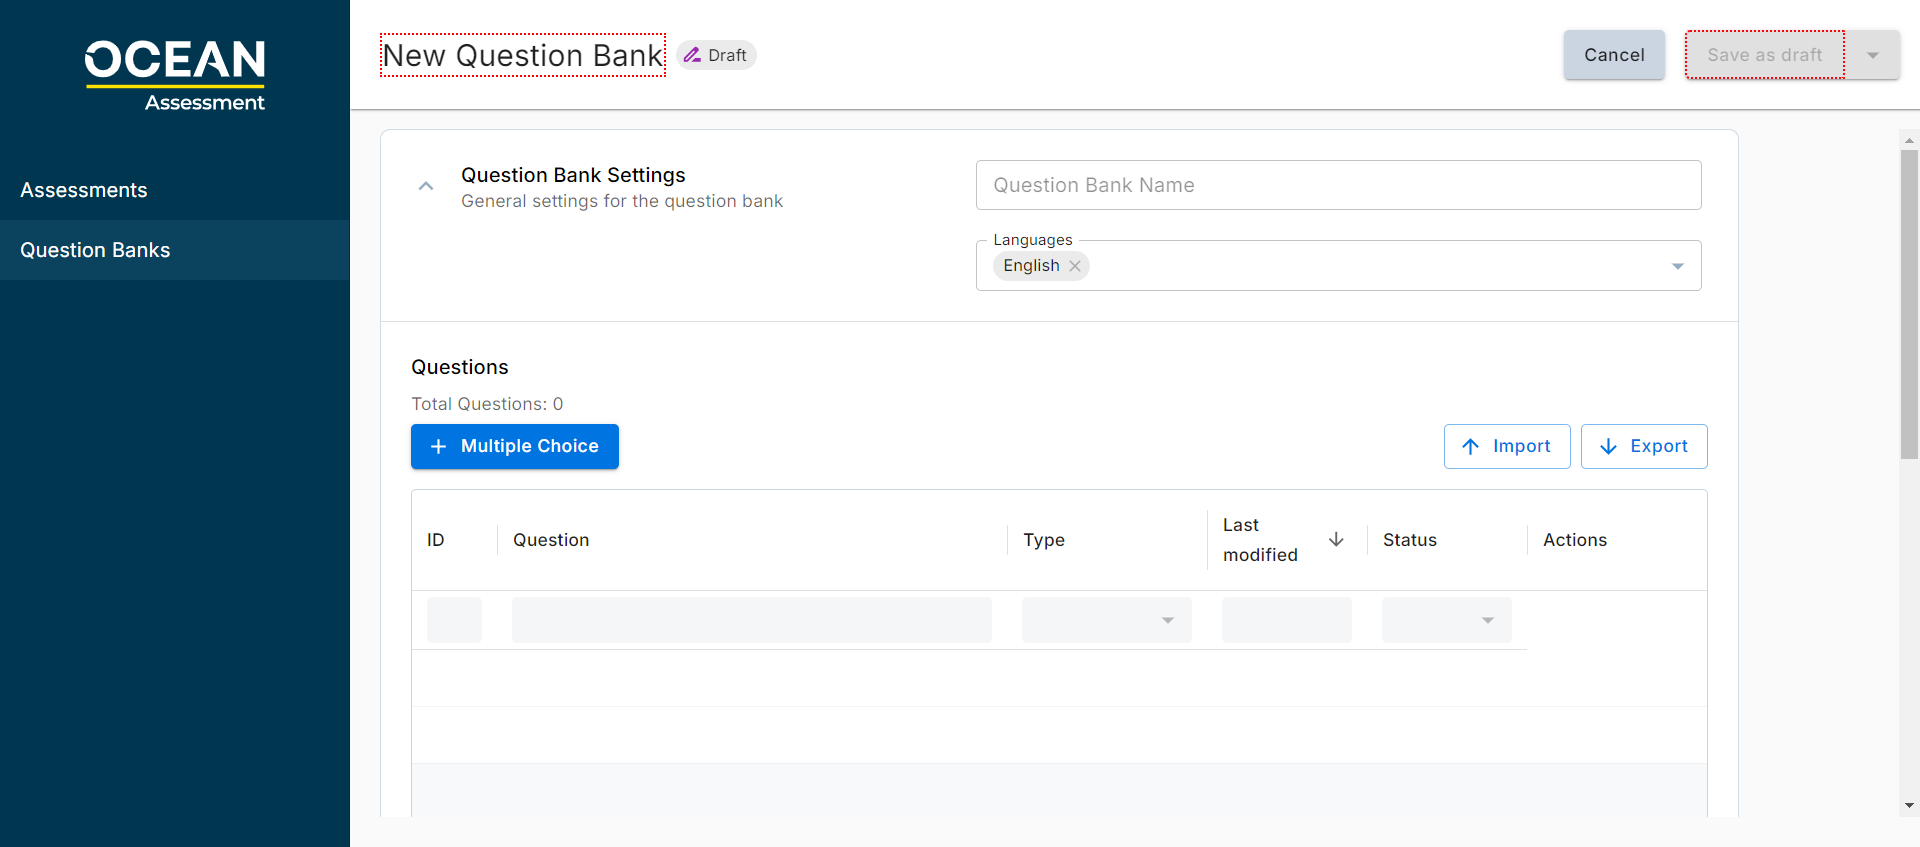 OCEAN
Assessment
Assessments
Question Banks
New Question Bank
Draft
Cancel
Save as draft
Question Bank Settings
General settings for the question bank
Question Bank Name
Languages
English
Questions
Total Questions: 0
Multiple Choice
Import
Export
ID
Question
Type
Last
modified
Status
Actions